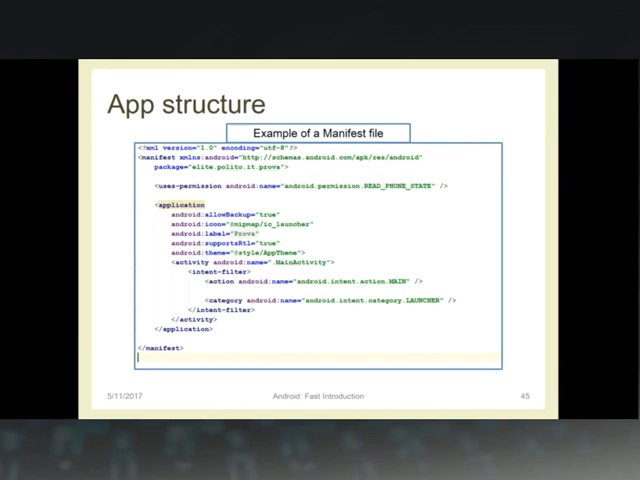 App structure
Example of a Manifest file
<?xml version="1.0" encoding="utf-8"?>
<manifest xmlns:android="http://schemas.android.com/apk/res/android"
package="elite.polito.it.prova">
<uses-permission android:name="android.permission.READ_PHONE_STATE" />
<application
android:allowBackup="true"
android:icon="@mipmap/ic_launcher"
android:label="Prova"
android:supportsRtl="true"
android:theme="@style/AppTheme">
<activity android:name=".MainActivity">
<intent-filter>
<action android:name="android.intent.action.MAIN" />
<category android:name="android.intent.category.LAUNCHER" />
</intent-filter>
</activity>
</application>
</manifest>
5/11/2017
Android: Fast Introduction
45